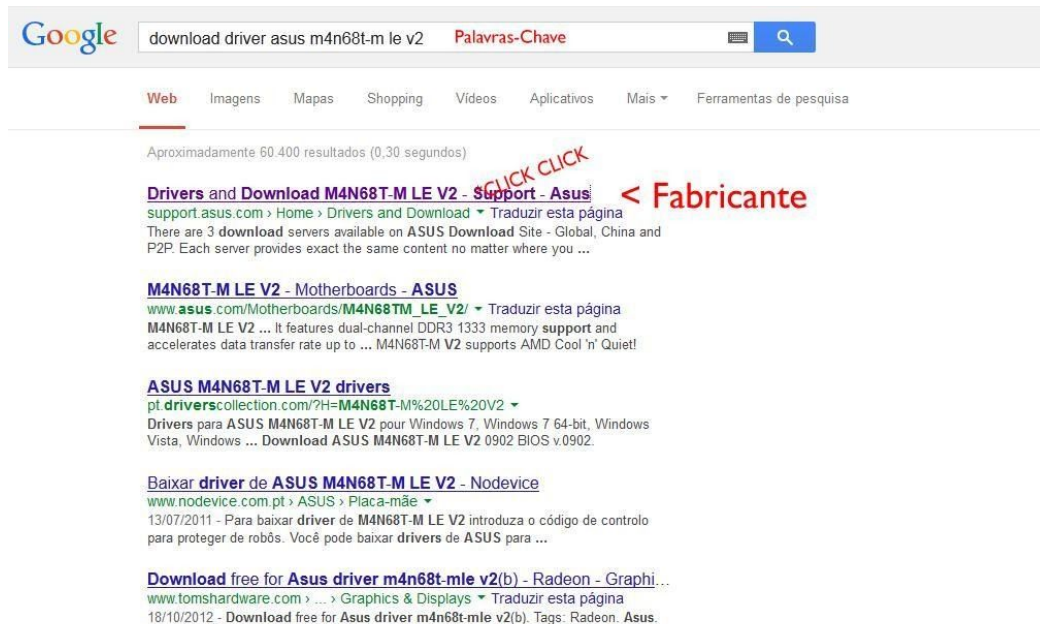 Google download driver asus m4n68t-m le v2 Palavras-Chave
Web Imagens Mapas Shopping Vídeos Aplicativos Mais Ferramentas de pesquisa
Aproximadamente 60.400 resultados (0,30 segundos)
*CLICK CLICK
Drivers and Download M4N68T-M LE V2 - Support - Asus < Fabricante
support.asus.com › Home › Drivers and Download Traduzir esta página
There are 3 download servers available on ASUS Download Site - Global, China and
P2P. Each server provides exact the same content no matter where you ...
M4N68T-M LE V2 - Motherboards - ASUS
www.asus.com/Motherboards/M4N68TM_LE_V2/ Traduzir esta página
M4N68T-M LE V2 ... It features dual-channel DDR3 1333 memory support and
accelerates data transfer rate up to ... M4N68T-M V2 supports AMD Cool 'n' Quiet!
ASUS M4N68T-M LE V2 drivers
pt.driverscollection.com/?H=M4N68T-M%20LE%20V2
Drivers para ASUS M4N68T-M LE V2 pour Windows 7, Windows 7 64-bit, Windows
Vista, Windows ... Download ASUS M4N68T-M LE V2 0902 BIOS v.0902.
Baixar driver de ASUS M4N68T-M LE V2 - Nodevice
www.nodevice.com.pt › ASUS › Placa-mãe
13/07/2011 - Para baixar driver de M4N68T-M LE V2 introduza o código de controlo
para proteger de robôs. Você pode baixar drivers de ASUS para ...
Download free for Asus driver m4n68t-mle v2(b) - Radeon - Graphi...
www.tomshardware.com › ... › Graphics & Displays Traduzir esta página
18/10/2012 - Download free for Asus driver m4n68t-mle v2(b). Tags: Radeon. Asus.